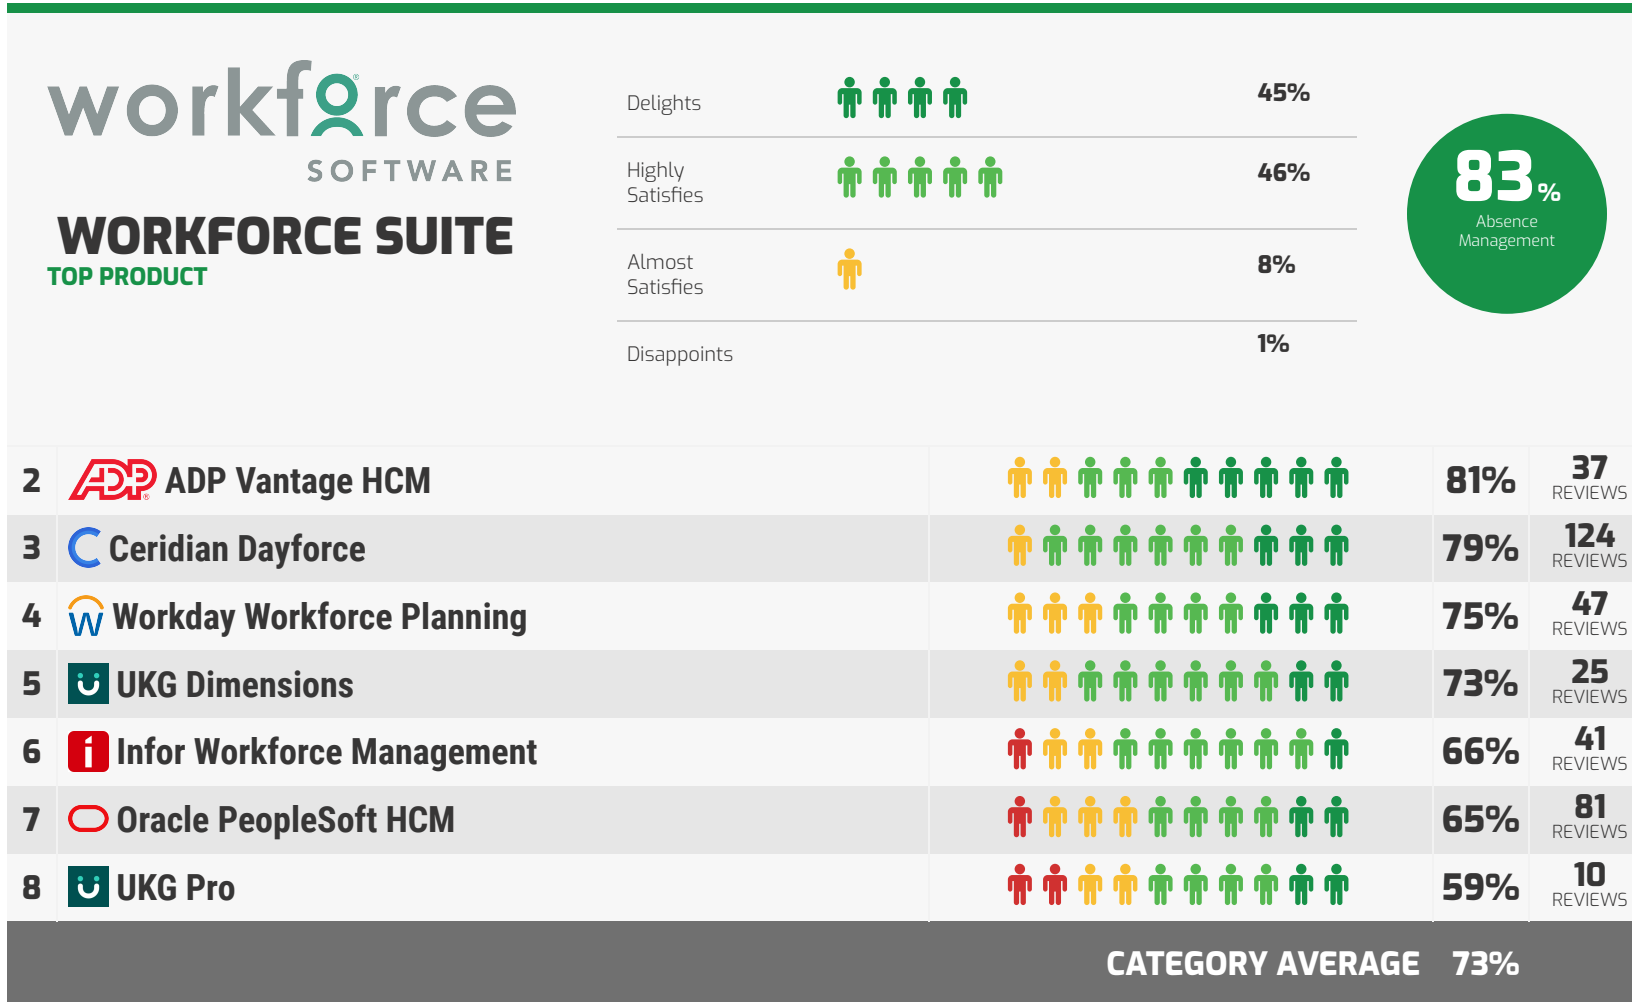 workforce
SOFTWARE
WORKFORCE SUITE
TOP PRODUCT
Delights 45%
Highly
Satisfies 46%
Almost
Satisfies 8%
Disappoints 1%
83%
Absence
Management
2 ADP ADP Vantage HCM 81% 37 REVIEWS
3 Ceridian Dayforce 79% 124 REVIEWS
4 Workday Workforce Planning 75% 47 REVIEWS
5 UKG Dimensions 73% 25 REVIEWS
6 Infor Workforce Management 66% 41 REVIEWS
7 Oracle PeopleSoft HCM 65% 81 REVIEWS
8 UKG Pro 59% 10 REVIEWS
CATEGORY AVERAGE 73%